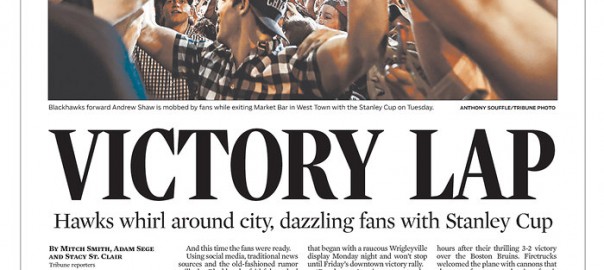 CHI
Blackhawks forward Andrew Shaw is mobbed by fans while exiting Market Bar in West Town with the Stanley Cup on Tuesday.
ANTHONY SOUFFLE/TRIBUNE PHOTO
VICTORY LAP
Hawks whirl around city, dazzling fans with Stanley Cup
BY MITCH SMITH, ADAM SEGE
AND STACY ST. CLAIR
Tribune reporters
And this time the fans were ready.
Using social media, traditional news
sources and the old-fashioned rumor
that began with a raucous Wrigleyville
display Monday night and won't stop
until Friday's downtown victory rally.
hours after their thrilling 3-2 victory
over the Boston Bruins. Firetrucks
welcomed the plane with cannons that